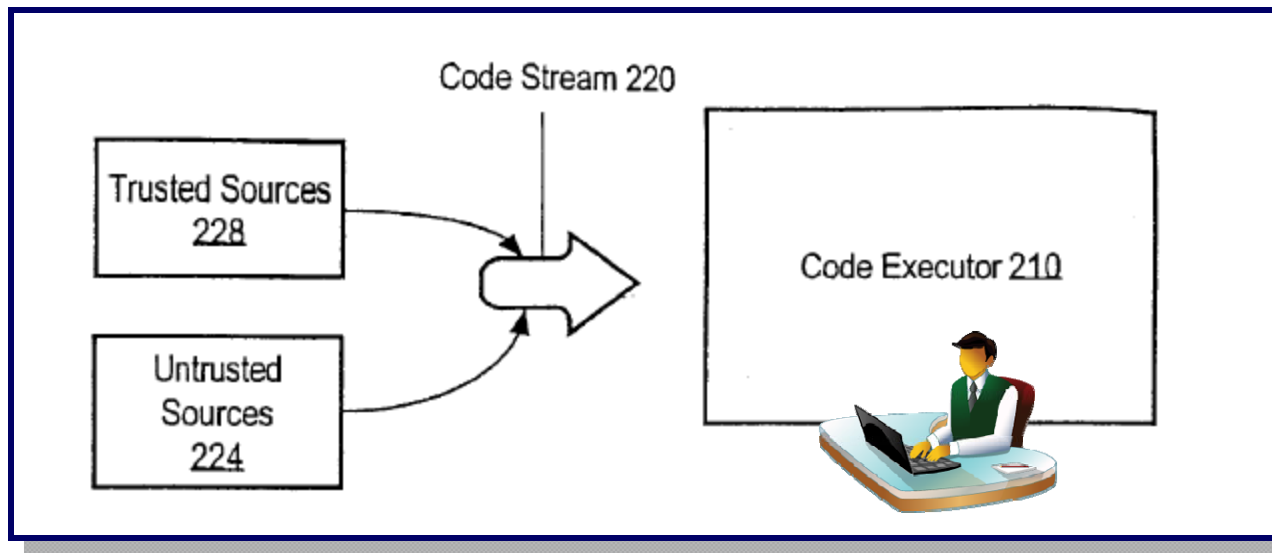 Code Stream 220
Trusted Sources
228
Untrusted
Sources
224
Code Executor 210